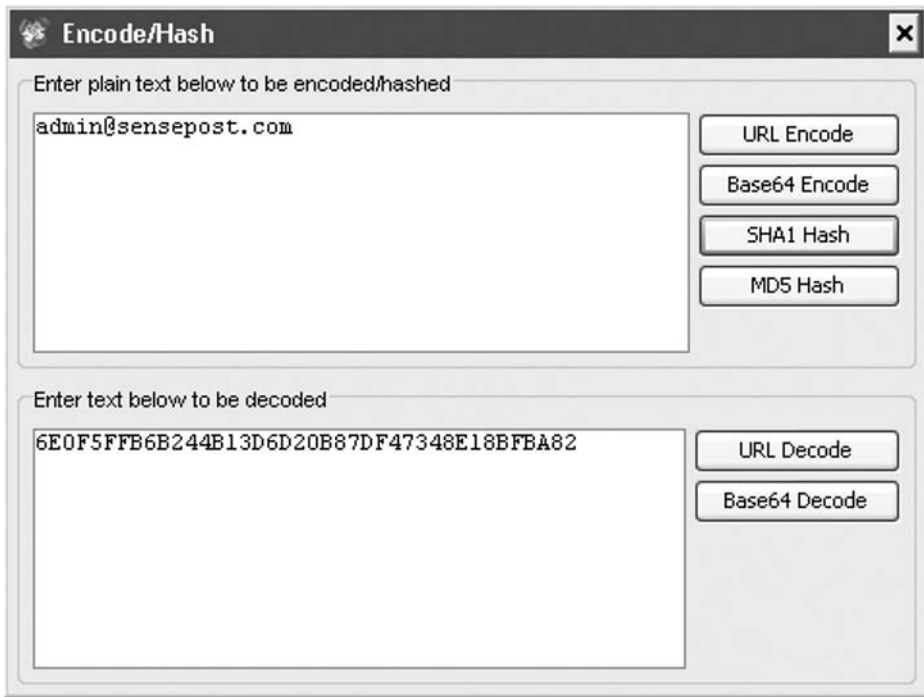 Encode/Hash
Enter plain text below to be encoded/hashed
admin@sensepost.com
URL Encode
Base64 Encode
SHA1 Hash
MD5 Hash
Enter text below to be decoded
6E0F5FFB6B244B13D6D20B87DF47348E18BFBA82
URL Decode
Base64 Decode